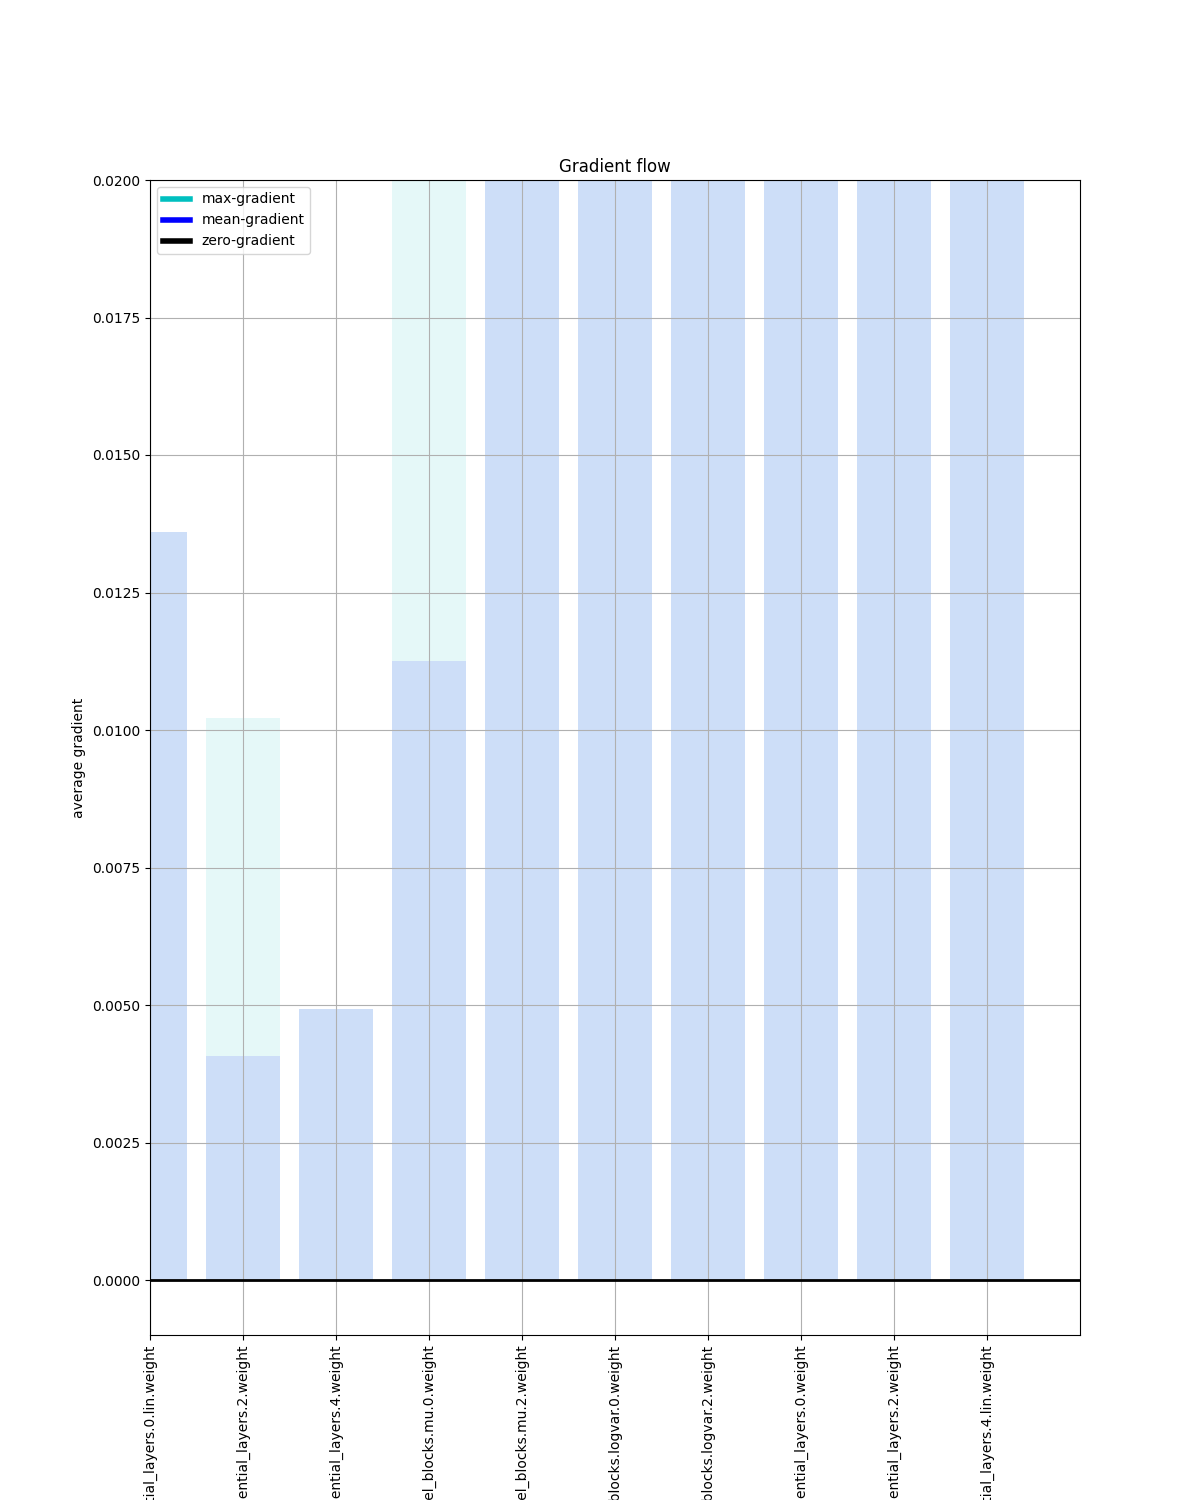 Gradient flow
max-gradient
mean-gradient
zero-gradient
0.0200
0.0175
0.0150
0.0125
0.0100
0.0075
0.0050
0.0025
0.0000
average gradient
tial_layers.0.lin.weight
ential_layers.2.weight
ential_layers.4.weight
el_blocks.mu.0.weight
el_blocks.mu.2.weight
blocks.logvar.0.weight
blocks.logvar.2.weight
ential_layers.0.weight
ential_layers.2.weight
tial_layers.4.lin.weight